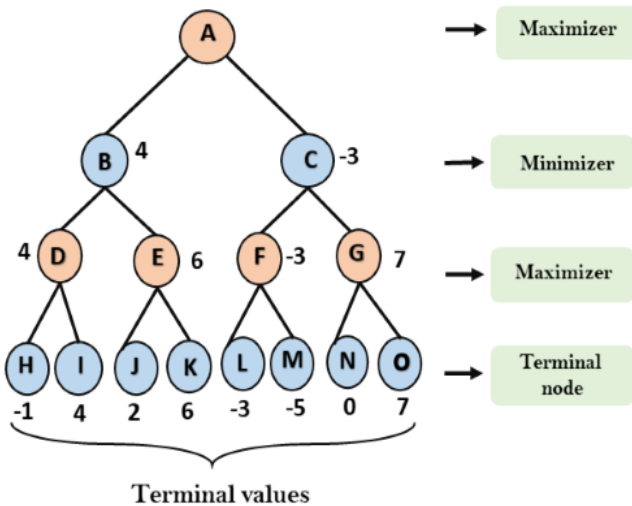 A
Maximizer
B 4 C -3
Minimizer
4 D E 6 F -3 G 7
Maximizer
H I J K L M N O
Terminal
node
-1 4 2 6 -3 -5 0 7
Terminal values